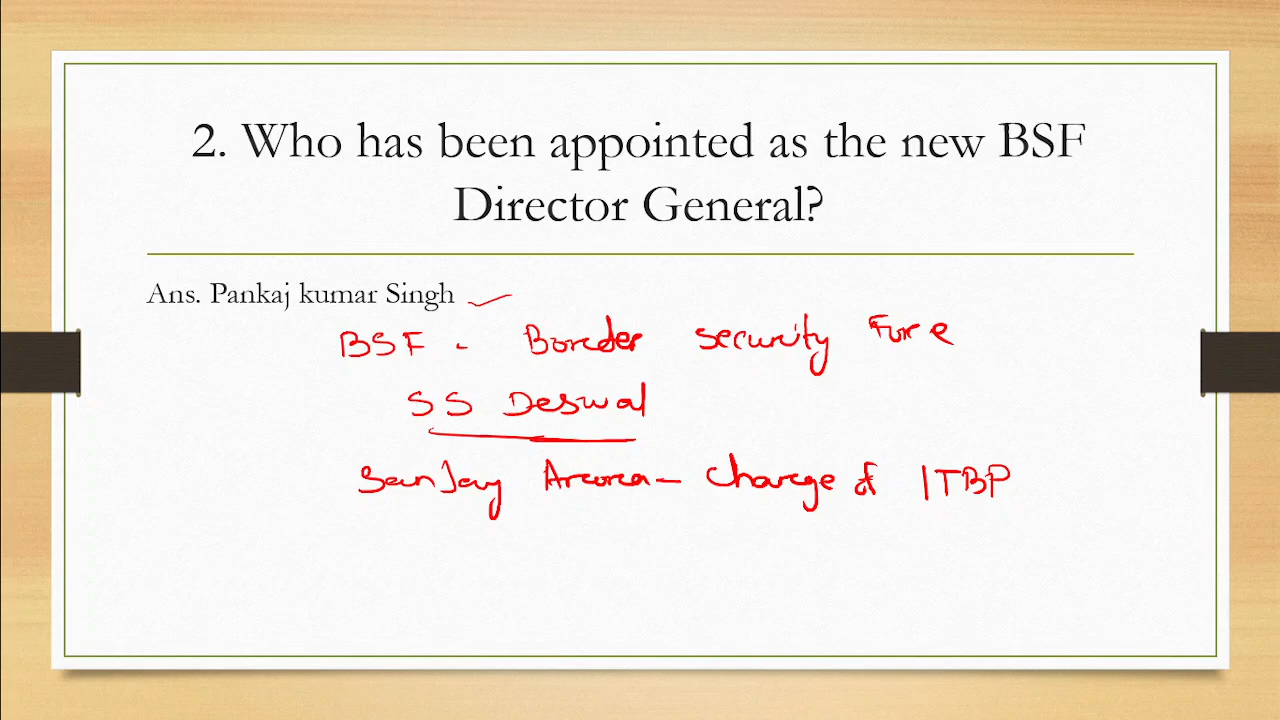 2. Who has been appointed as the new BSF
Director General?
Ans. Pankaj kumar Singh
BSF - Border security Force
SS Deswal
Sanjay Arora - Charge of ITBP